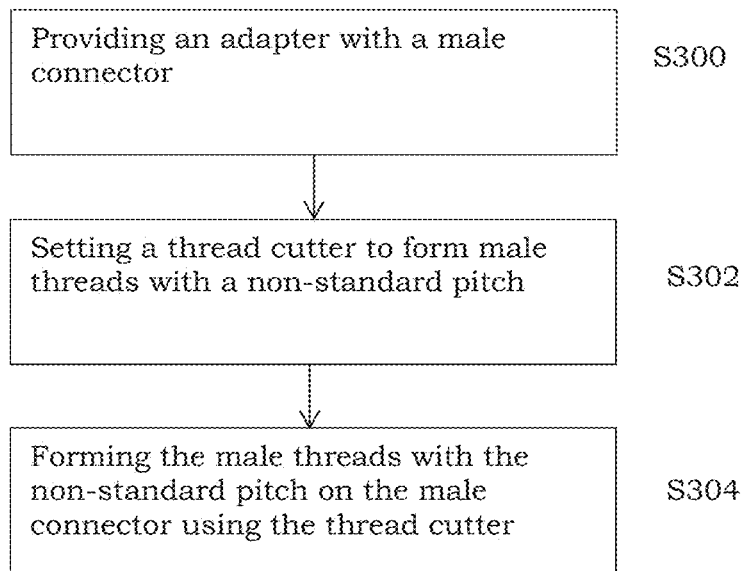 Providing an adapter with a male
connector
S300
Setting a thread cutter to form male
threads with a non-standard pitch
S302
Forming the male threads with the
non-standard pitch on the male
connector using the thread cutter
S304